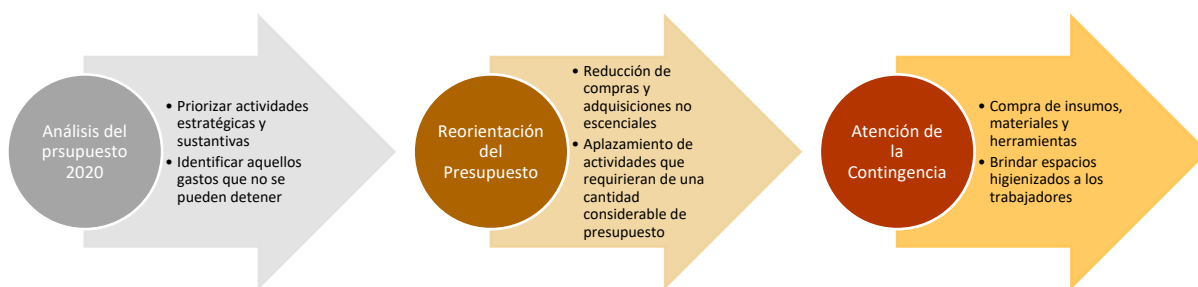 Análisis del
prsupuesto
2020
• Priorizar actividades
estratégicas y
sustantivas
• Identificar aquellos
gastos que no se
pueden detener
Reorientación
del
Presupuesto
• Reducción de
compras y
adquisiciones no
escenciales
• Aplazamiento de
actividades que
requirieran de una
cantidad
considerable de
presupuesto
Atención de
la
Contingencia
• Compra de insumos,
materiales y
herramientas
• Brindar espacios
higienizados a los
trabajadores